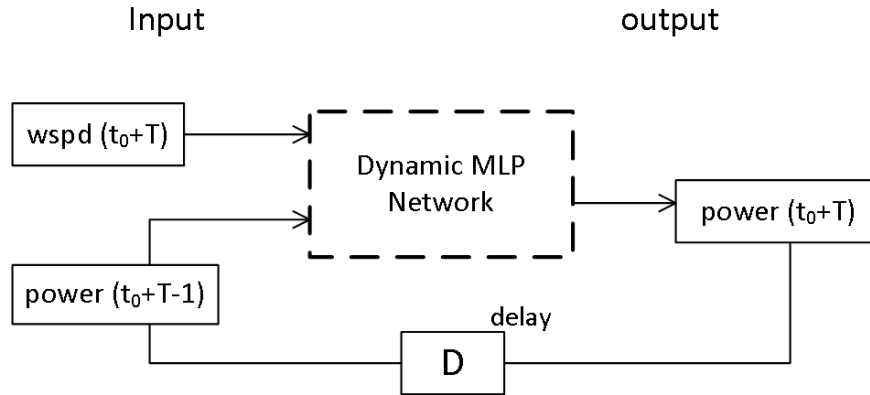 Input
output
wspd (t₀+T)
Dynamic MLP
Network
power (t₀+T)
power (t₀+T-1)
delay
D